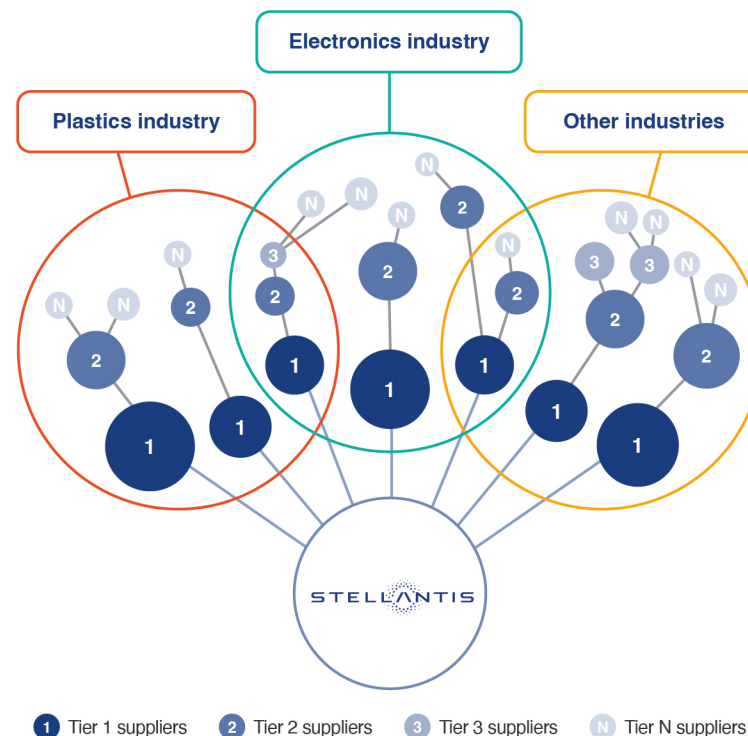 Electronics industry
Plastics industry
Other industries
N
N
N
2
N
N
N
N
N
3
2
3
3
N
N
N
2
2
2
2
2
N
N
2
2
1
1
1
1
1
1
1
STELLANTIS
1 Tier 1 suppliers
2 Tier 2 suppliers
3 Tier 3 suppliers
N Tier N suppliers